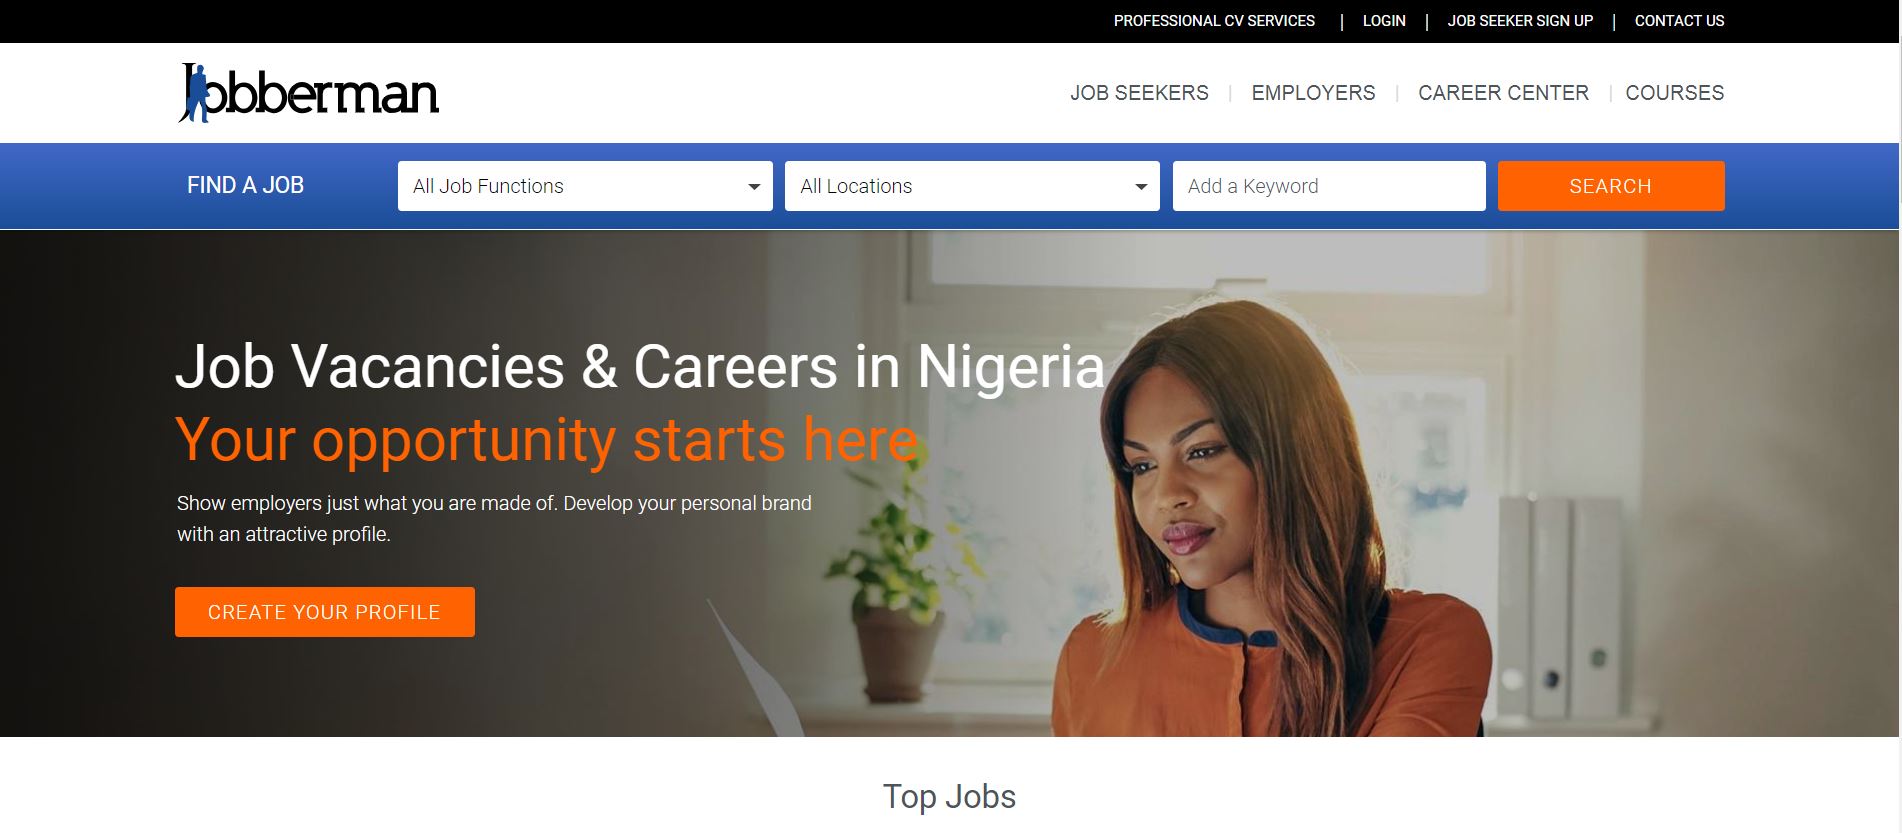 PROFESSIONAL CV SERVICES | LOGIN | JOB SEEKER SIGN UP | CONTACT US
Jobberman
JOB SEEKERS | EMPLOYERS | CAREER CENTER | COURSES
FIND A JOB All Job Functions All Locations Add a Keyword SEARCH
Job Vacancies & Careers in Nigeria
Your opportunity starts here
Show employers just what you are made of. Develop your personal brand
with an attractive profile.
CREATE YOUR PROFILE
Top Jobs